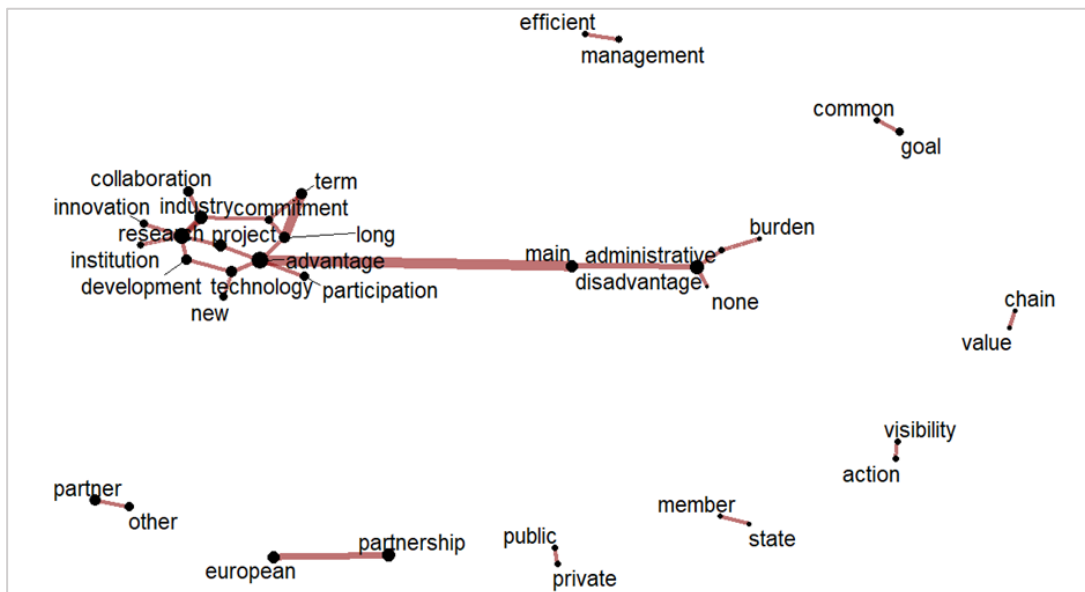 efficient
management
common
goal
collaboration
term
innovation
industry commitment
research project
long
burden
main administrative
institution
advantage
disadvantage
development technology participation
none
new
chain
value
visibility
action
partner
other
member
state
public
partnership
european
private